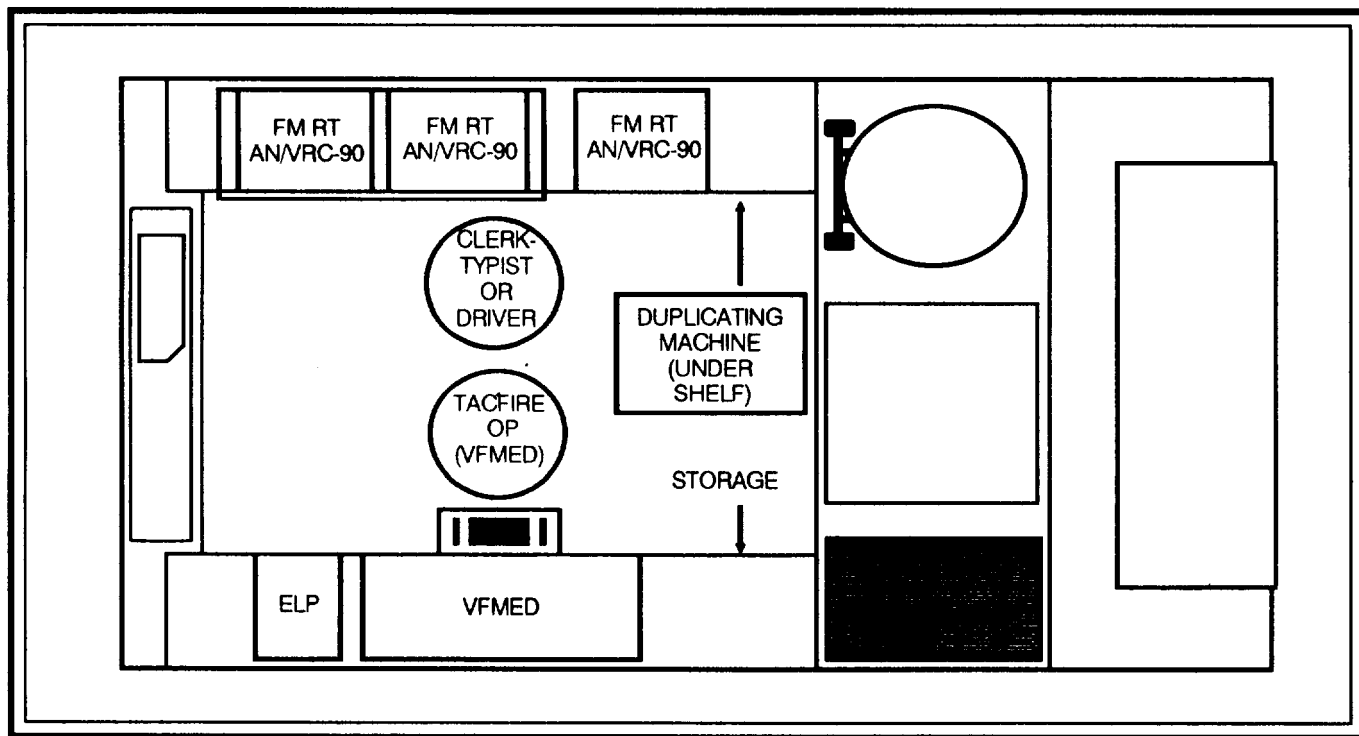 FM RT
AN/VRC-90
FM RT
AN/VRC-90
FM RT
AN/VRC-90
CLERK-
TYPIST
OR
DRIVER
DUPLICATING
MACHINE
(UNDER
SHELF)
TACFIRE
OP
(VFMED)
STORAGE
ELP
VFMED